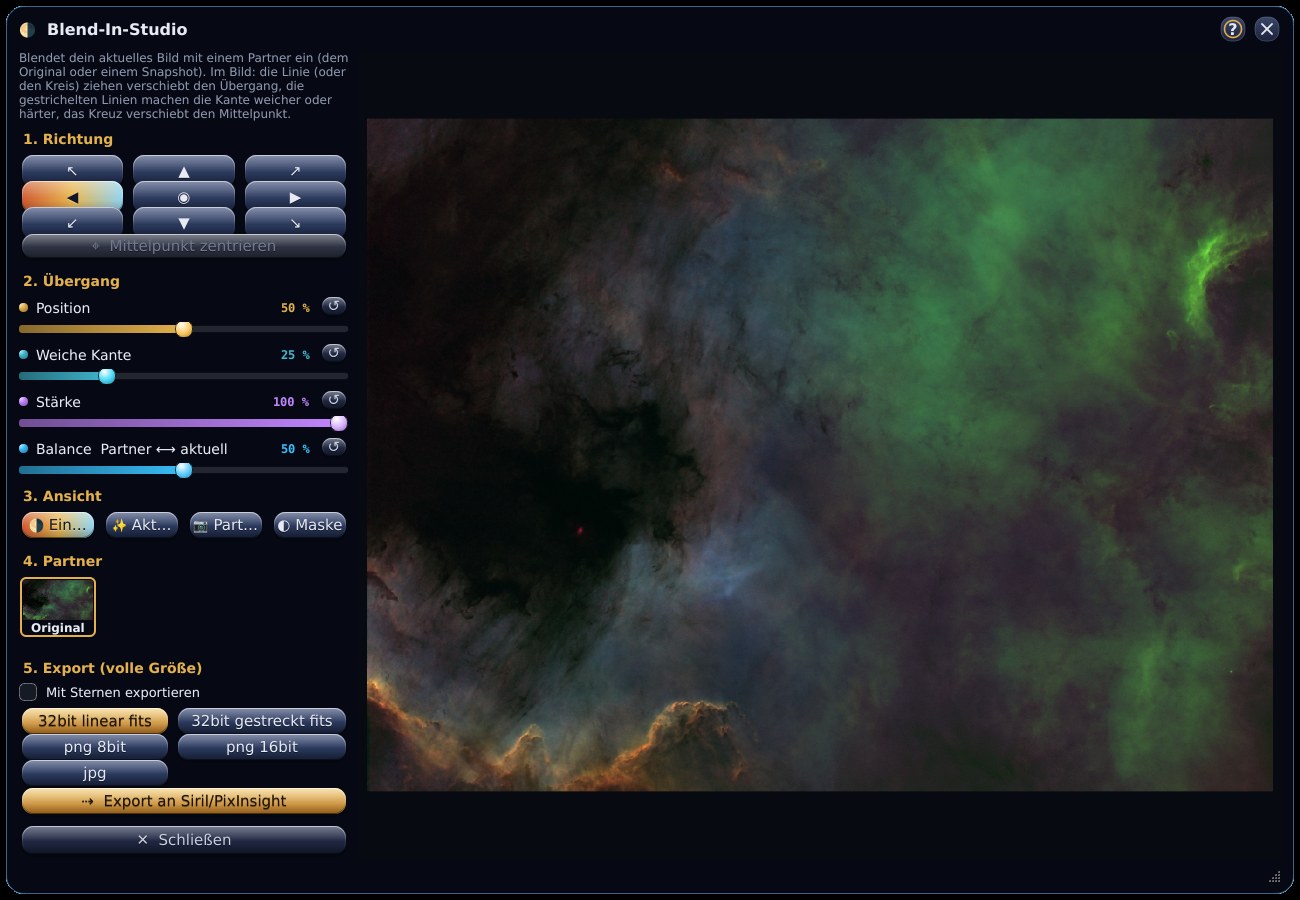 Blend-In-Studio
?
Blendet dein aktuelles Bild mit einem Partner ein (dem
Original oder einem Snapshot). Im Bild: die Linie (oder
den Kreis) ziehen verschiebt den Übergang, die
gestrichelten Linien machen die Kante weicher oder
härter, das Kreuz verschiebt den Mittelpunkt.
1. Richtung
↖ ▲ ↗
◀ ◉ ▶
↙ ▼ ↘
⌖ Mittelpunkt zentrieren
2. Übergang
Position 50 % ↺
Weiche Kante 25 % ↺
Stärke 100 % ↺
Balance Partner ⟷ aktuell 50 % ↺
3. Ansicht
Ein... Akt... Part... Maske
4. Partner
Original
5. Export (volle Größe)
Mit Sternen exportieren
32bit linear fits 32bit gestreckt fits
png 8bit png 16bit
jpg
⇢ Export an Siril/PixInsight
✕ Schließen